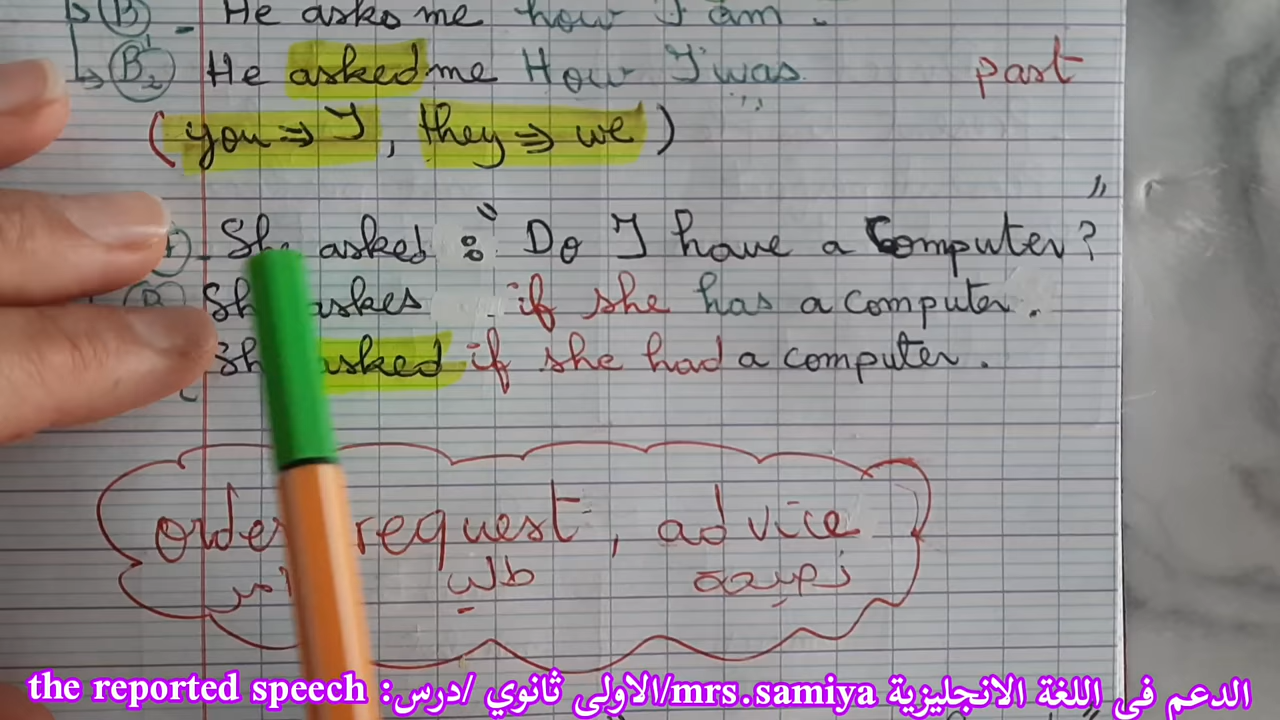 B - He asks me how I am.
B2 He asked me How I was. past
(you ⇒ I, they ⇒ we)
She asked : " Do I have a Computer? "
B She askes if she has a computer.
She asked if she had a computer.
order request, advice
امر طلب نصيحة
الدعم في اللغة الانجليزية mrs.samiya/الاولى ثانوي /درس: the reported speech